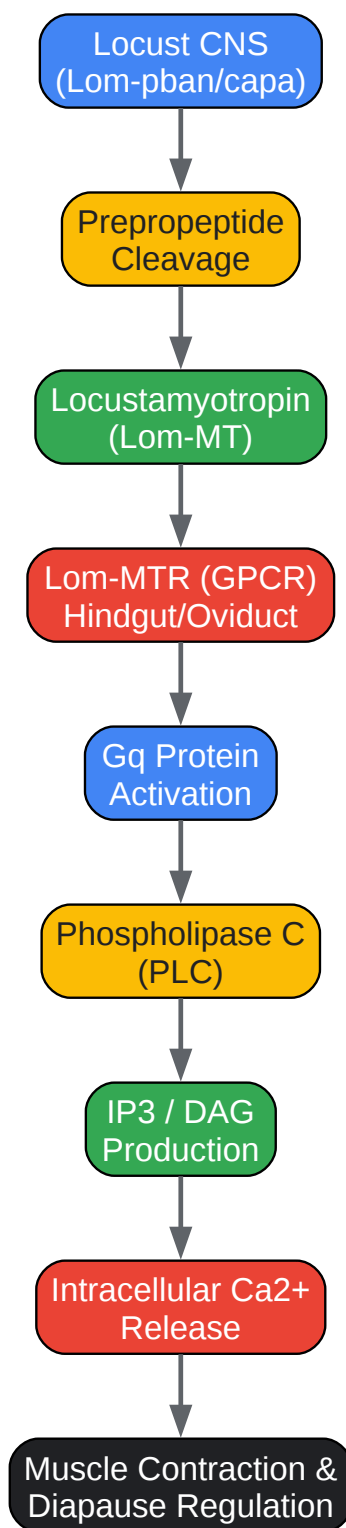 Locust CNS
(Lom-pban/capa)
Prepropeptide
Cleavage
Locustamyotropin
(Lom-MT)
Lom-MTR (GPCR)
Hindgut/Oviduct
Gq Protein
Activation
Phospholipase C
(PLC)
IP3 / DAG
Production
Intracellular Ca2+
Release
Muscle Contraction &
Diapause Regulation